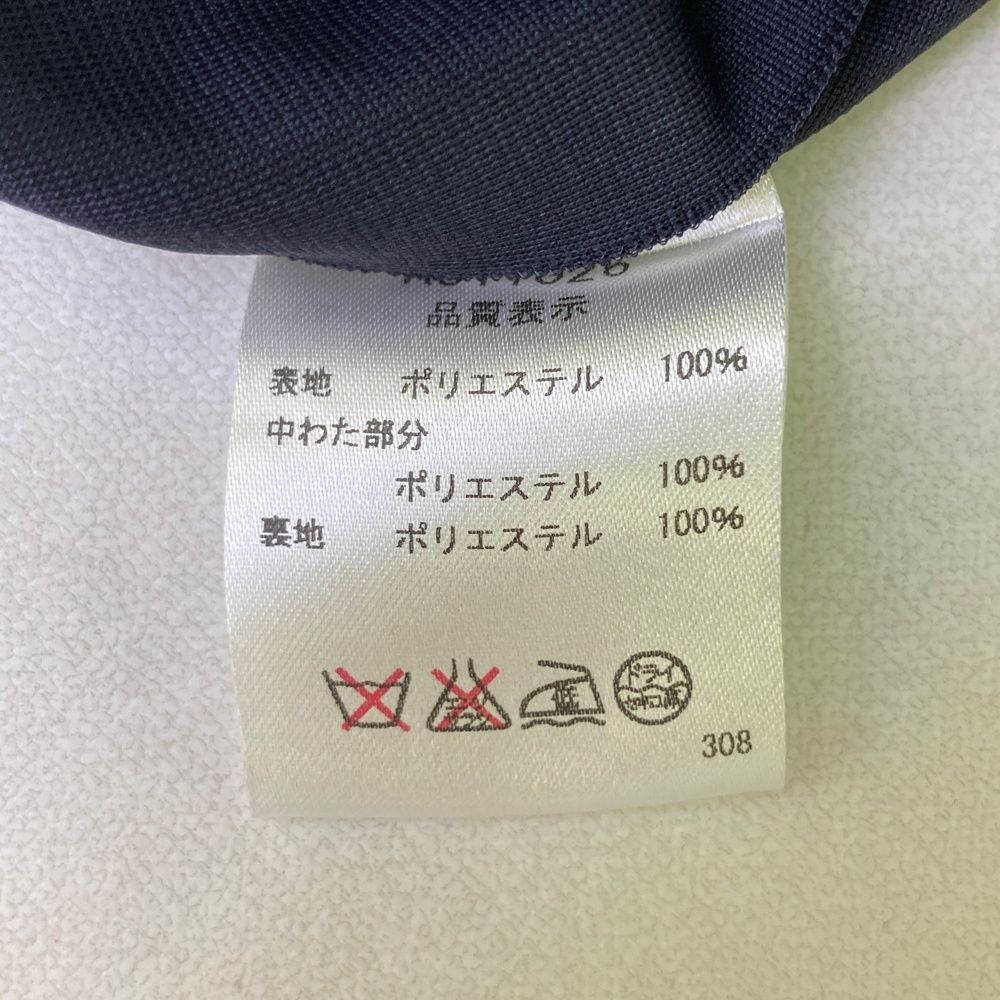 品質表示
表地 ポリエステル 100%
中わた部分
ポリエステル 100%
裏地 ポリエステル 100%
低
ドライ
308